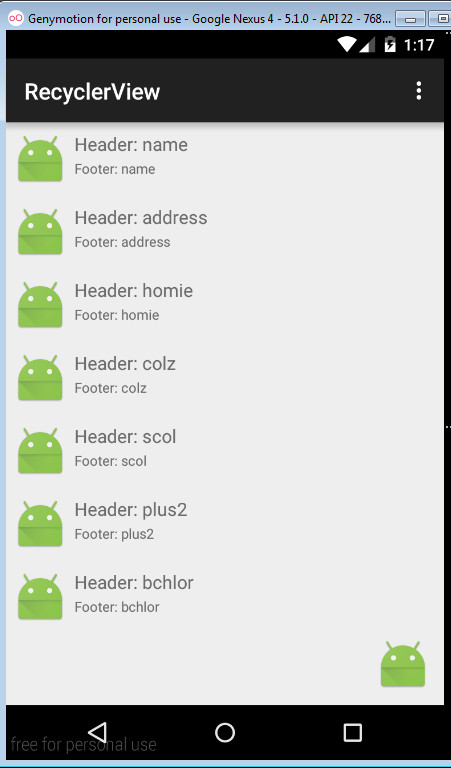 Genymotion for personal use - Google Nexus 4 - 5.1.0 - API 22 - 768...
1:17
RecyclerView
Header: name
Footer: name
Header: address
Footer: address
Header: homie
Footer: homie
Header: colz
Footer: colz
Header: scol
Footer: scol
Header: plus2
Footer: plus2
Header: bchlor
Footer: bchlor
free for personal use